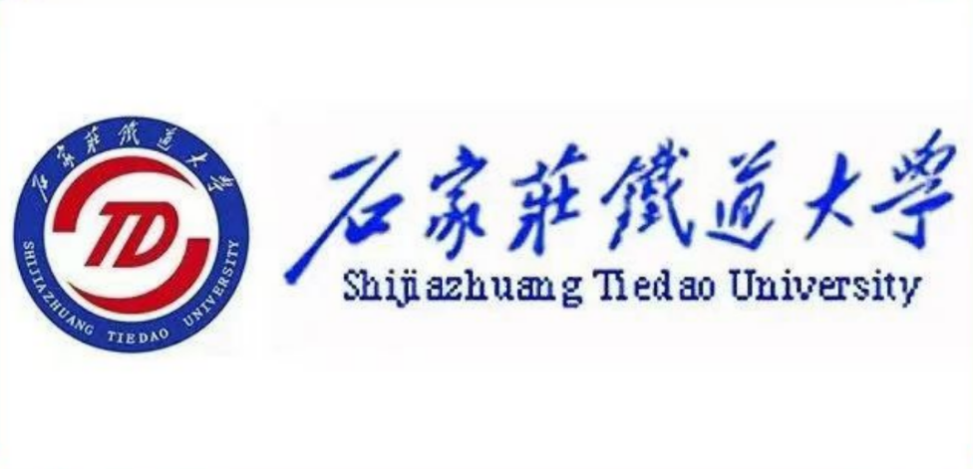 石家莊鐵道大學
TD
SHIJIAZHUANG TIEDAO UNIVERSITY
石家莊鐵道大學
Shijiazhuang Tiedao University